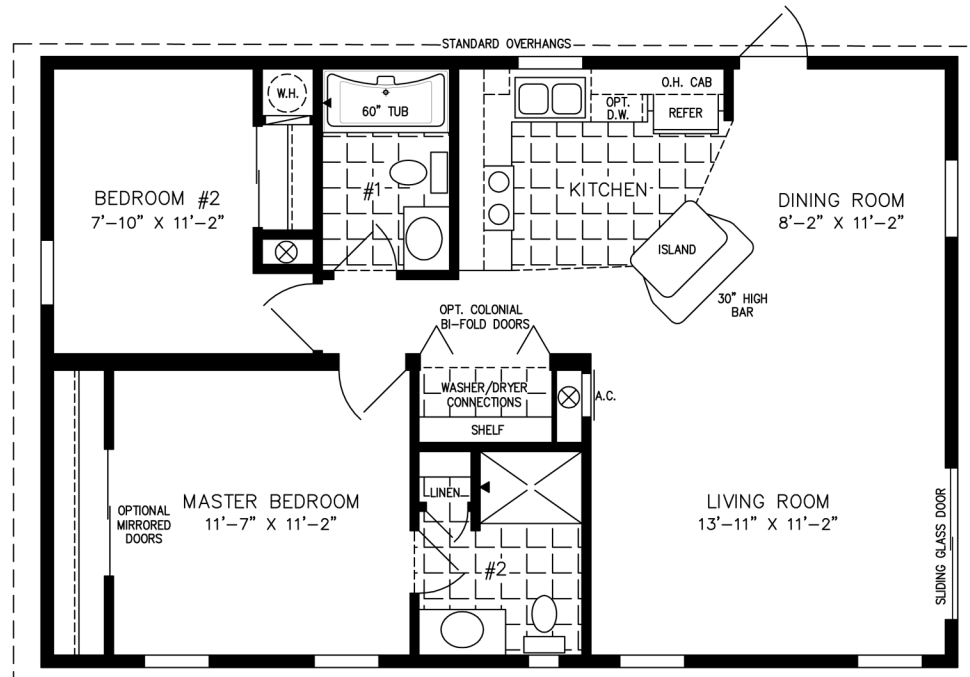 STANDARD OVERHANGS
W.H.
60" TUB
O.H. CAB
OPT.
D.W.
REFER
BEDROOM #2
7'-10" X 11'-2"
#1
KITCHEN
DINING ROOM
8'-2" X 11'-2"
ISLAND
30" HIGH
BAR
OPT. COLONIAL
BI-FOLD DOORS
WASHER/DRYER
CONNECTIONS
A.C.
SHELF
LINEN
MASTER BEDROOM
11'-7" X 11'-2"
OPTIONAL
MIRRORED
DOORS
LIVING ROOM
13'-11" X 11'-2"
SLIDING GLASS DOOR
#2